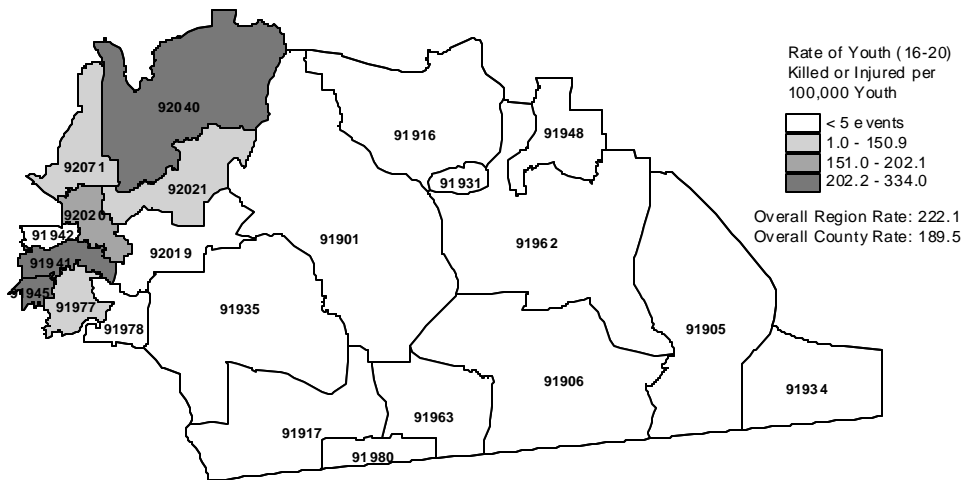 Rate of Youth (16-20)
Killed or Injured per
100,000 Youth
< 5 events
1.0 - 150.9
151.0 - 202.1
202.2 - 334.0
Overall Region Rate: 222.1
Overall County Rate: 189.5
92040
91916
91948
92071
92021
91931
92020
91942
91901
91962
92019
91941
91945
91977
91935
91978
91905
91906
91934
91963
91917
91980